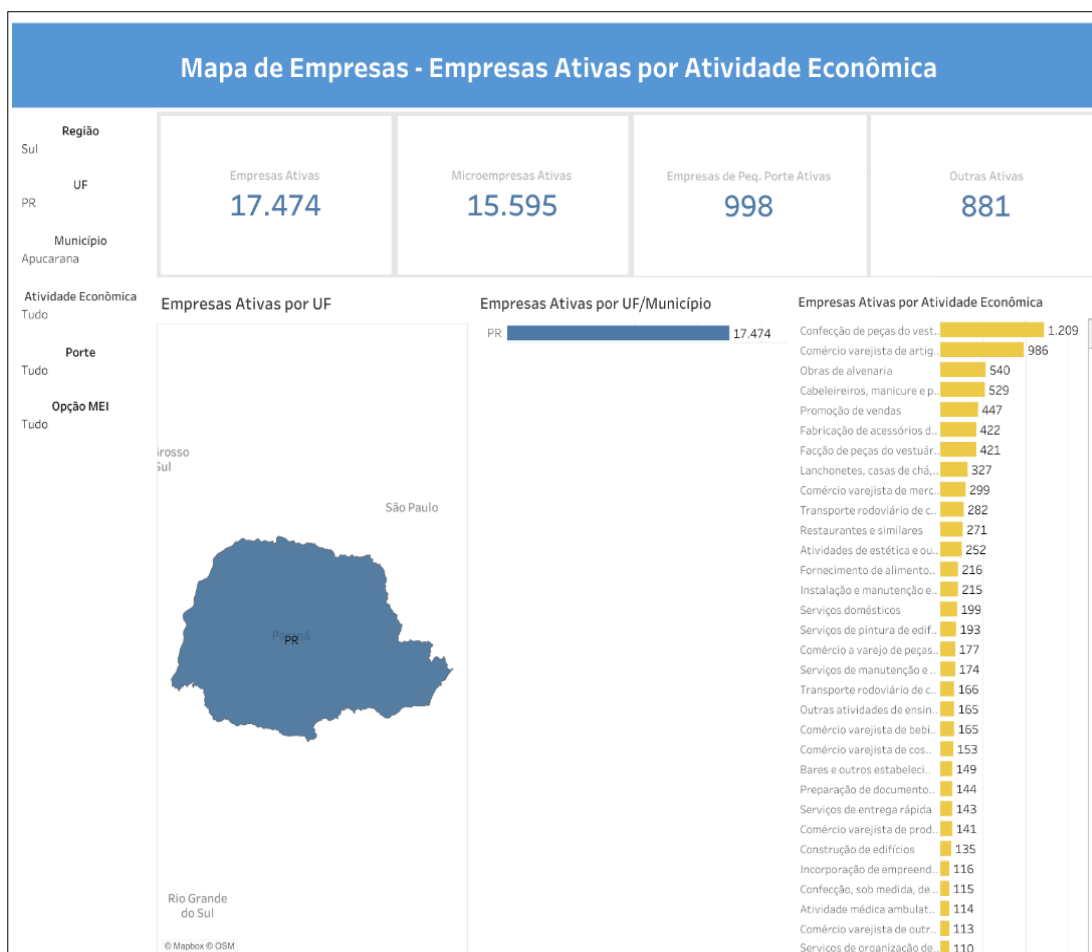 Mapa de Empresas - Empresas Ativas por Atividade Econômica
Região
Sul
UF
PR
Município
Apucarana
Atividade Econômica
Tudo
Porte
Tudo
Opção MEI
Tudo
Empresas Ativas
17.474
Microempresas Ativas
15.595
Empresas de Peq. Porte Ativas
998
Outras Ativas
881
Empresas Ativas por UF
Grosso
Sul
São Paulo
Paraná
PR
Rio Grande
do Sul
© Mapbox © OSM
Empresas Ativas por UF/Município
PR 17.474
Empresas Ativas por Atividade Econômica
Confecção de peças do vest.. 1.209
Comércio varejista de artig.. 986
Obras de alvenaria 540
Cabeleireiros, manicure e p.. 529
Promoção de vendas 447
Fabricação de acessórios d.. 422
Facção de peças do vestuár.. 421
Lanchonetes, casas de chá,.. 327
Comércio varejista de merc.. 299
Transporte rodoviário de c.. 282
Restaurantes e similares 271
Atividades de estética e ou.. 252
Fornecimento de alimento.. 216
Instalação e manutenção e.. 215
Serviços domésticos 199
Serviços de pintura de edif.. 193
Comércio a varejo de peças.. 177
Serviços de manutenção e .. 174
Transporte rodoviário de c.. 166
Outras atividades de ensin.. 165
Comércio varejista de bebi.. 165
Comércio varejista de cos.. 153
Bares e outros estabeleci.. 149
Preparação de documento.. 144
Serviços de entrega rápida 143
Comércio varejista de prod.. 141
Construção de edifícios 135
Incorporação de empreend.. 116
Confecção, sob medida, de .. 115
Atividade médica ambulat.. 114
Comércio varejista de outr.. 113
Serviços de organização de.. 110